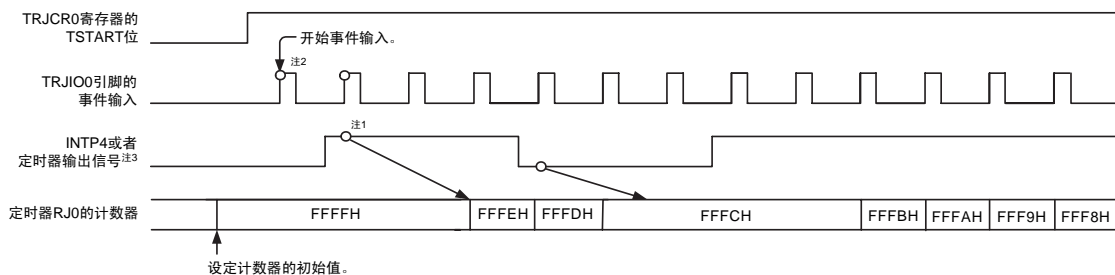 TRJCR0寄存器的
TSTART位
开始事件输入。
注2
TRJIO0引脚的
事件输入
注1
INTP4或者
定时器输出信号注3
定时器RJ0的计数器
FFFFH
FFFEH
FFFDH
FFFCH
FFFBH
FFFAH
FFF9H
FFF8H
设定计数器的初始值。